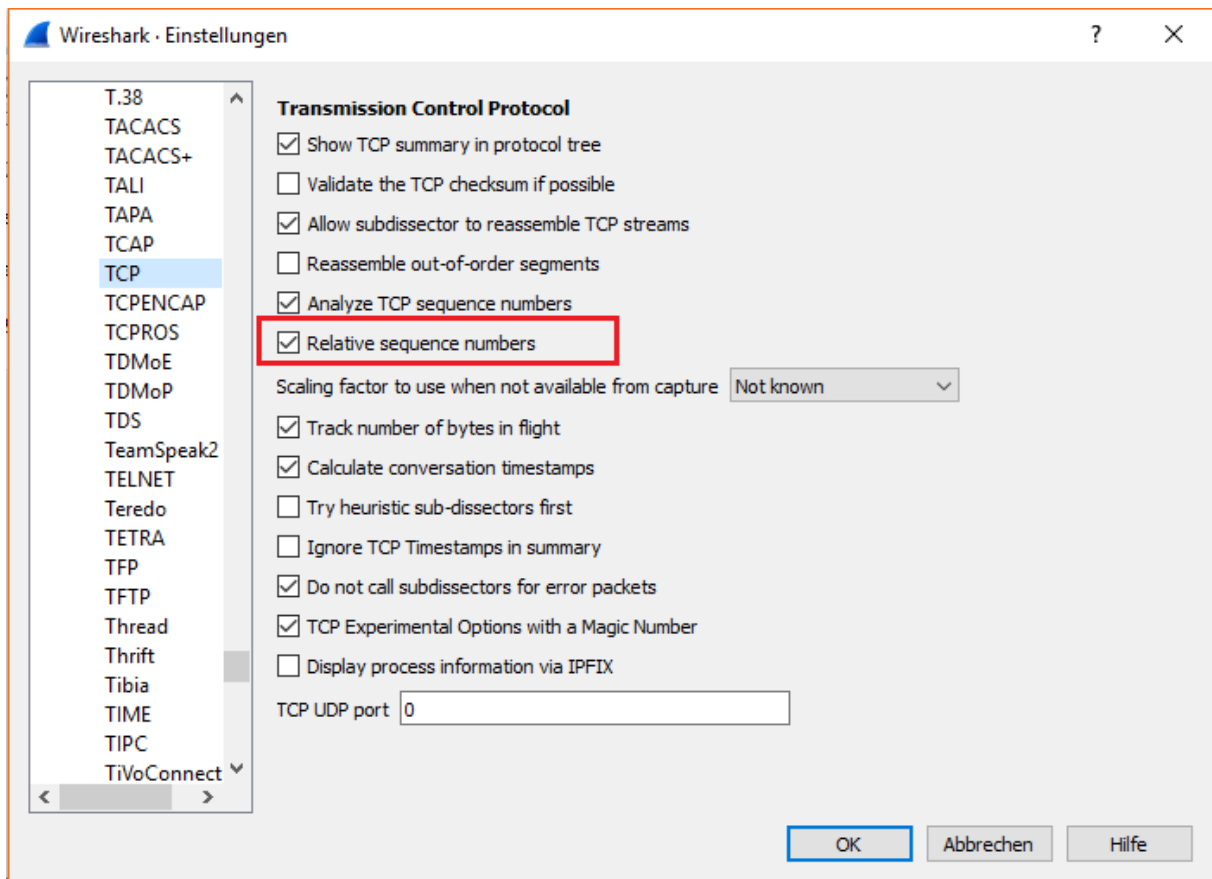 Wireshark · Einstellungen
?
T.38
TACACS
TACACS+
TALI
TAPA
TCAP
TCP
TCPENCAP
TCPROS
TDMoE
TDMoP
TDS
TeamSpeak2
TELNET
Teredo
TETRA
TFP
TFTP
Thread
Thrift
Tibia
TIME
TIPC
TiVoConnect
Transmission Control Protocol
Show TCP summary in protocol tree
Validate the TCP checksum if possible
Allow subdissector to reassemble TCP streams
Reassemble out-of-order segments
Analyze TCP sequence numbers
Relative sequence numbers
Scaling factor to use when not available from capture Not known
Track number of bytes in flight
Calculate conversation timestamps
Try heuristic sub-dissectors first
Ignore TCP Timestamps in summary
Do not call subdissectors for error packets
TCP Experimental Options with a Magic Number
Display process information via IPFIX
TCP UDP port 0
OK Abbrechen Hilfe